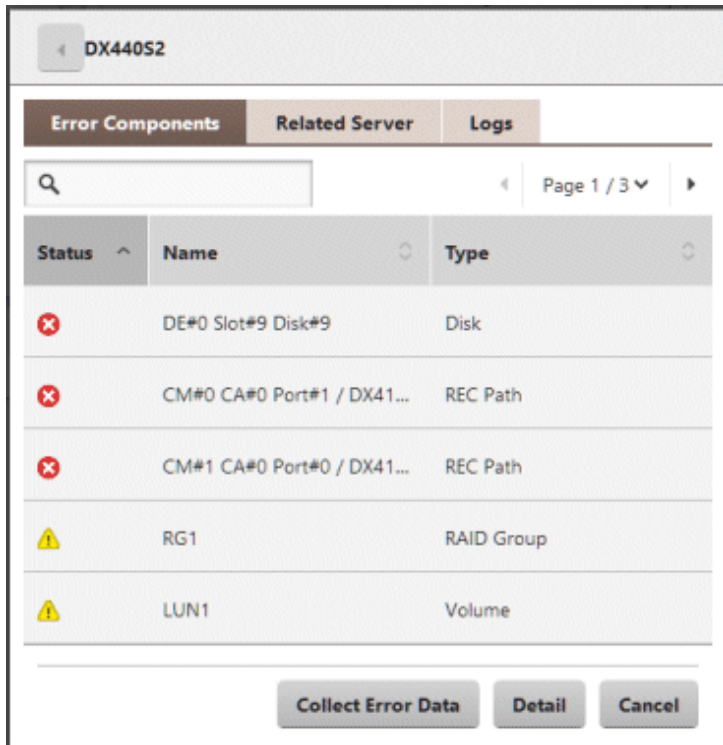 DX440S2
Error Components Related Server Logs
Page 1 / 3
Status Name Type
DE#0 Slot#9 Disk#9 Disk
CM#0 CA#0 Port#1 / DX41... REC Path
CM#1 CA#0 Port#0 / DX41... REC Path
RG1 RAID Group
LUN1 Volume
Collect Error Data Detail Cancel